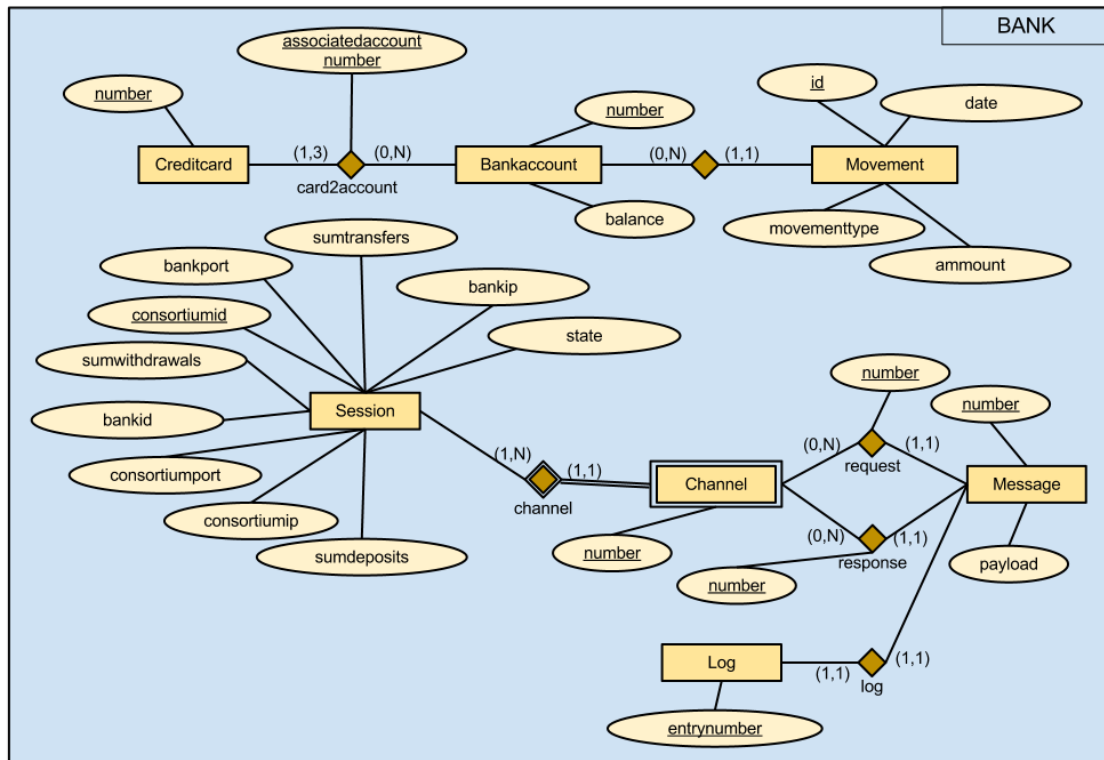 BANK
associatedaccount
number
number
id
date
number
Creditcard
(1,3)
(0,N)
Bankaccount
(0,N)
(1,1)
Movement
card2account
balance
movementtype
ammount
sumtransfers
bankport
bankip
consortiumid
state
sumwithdrawals
number
number
Session
bankid
(1,N)
(0,N)
(1,1)
request
consortiumport
(1,1)
Channel
Message
channel
consortiumip
(0,N)
(1,1)
response
number
sumdeposits
number
payload
Log
(1,1)
(1,1)
log
entrynumber